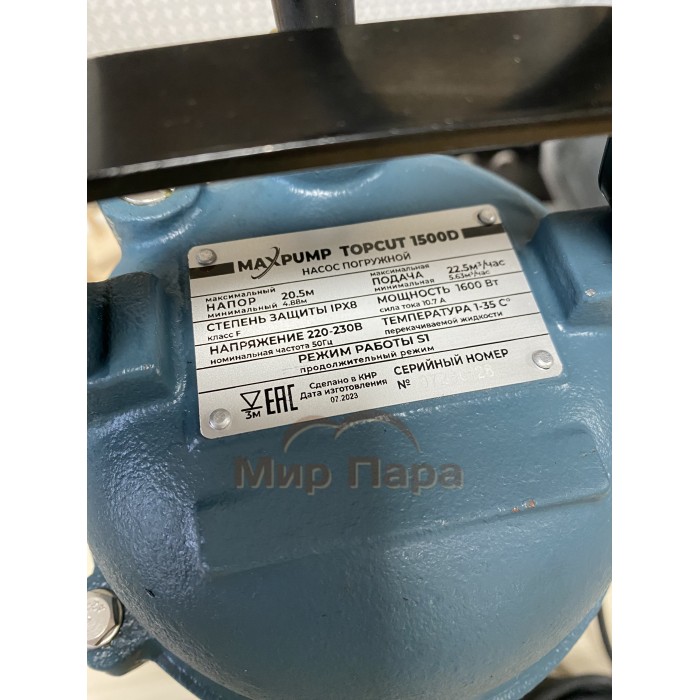 MAXPUMP TOPCUT 1500D
НАСОС ПОГРУЖНОЙ
максимальный
НАПОР 20.5м
минимальный 4.88м
максимальная
ПОДАЧА 22.5м³/час
минимальная 5.63м³/час
СТЕПЕНЬ ЗАЩИТЫ IPX8
класс F
МОЩНОСТЬ 1600 Вт
сила тока 10.7 А
НАПРЯЖЕНИЕ 220-230В
номинальная частота 50Гц
ТЕМПЕРАТУРА 1-35 С°
перекачиваемой жидкости
РЕЖИМ РАБОТЫ S1
продолжительный режим
3м
ЕАС
Сделано в КНР
Дата изготовления
07.2023
СЕРИЙНЫЙ НОМЕР
№
Мир Пара